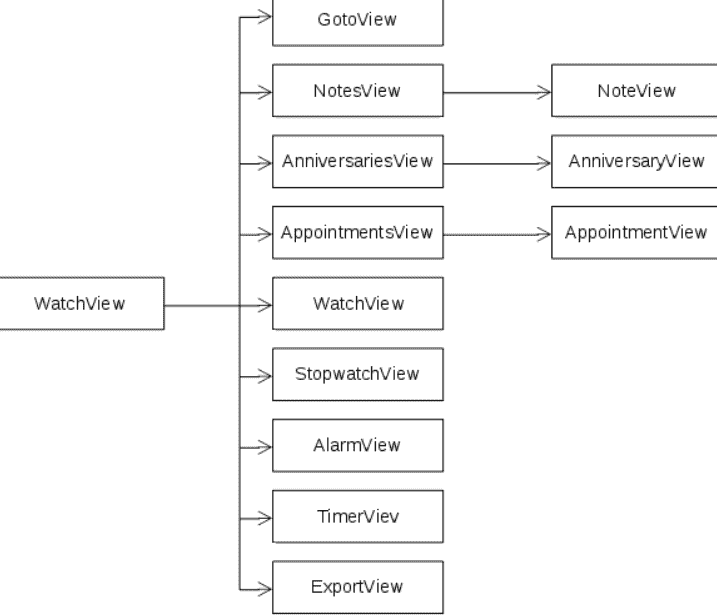 GotoView
NotesView
NoteView
AnniversariesView
AnniversaryView
AppointmentsView
AppointmentView
WatchView
WatchView
StopwatchView
AlarmView
TimerViev
ExportView